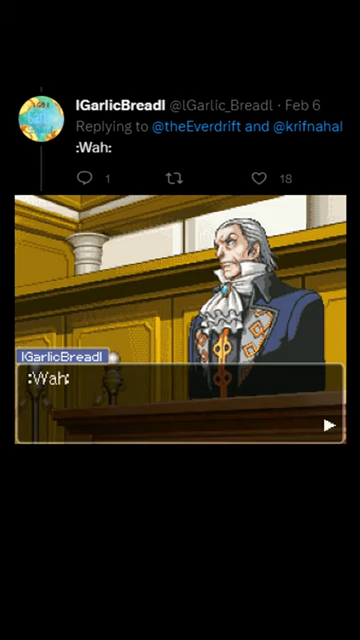 lGarlicBreadl @lGarlic_Breadl · Feb 6
Replying to @theEverdrift and @krifnahal
:Wah:
1 18
lGarlicBreadl
:Wah: